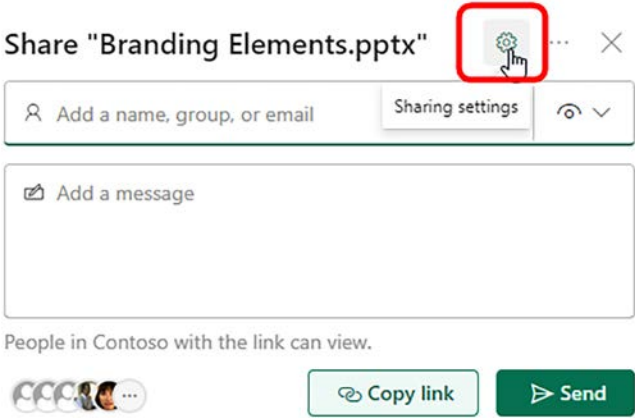 Share "Branding Elements.pptx"
Add a name, group, or email
Sharing settings
Add a message
People in Contoso with the link can view.
Copy link
Send